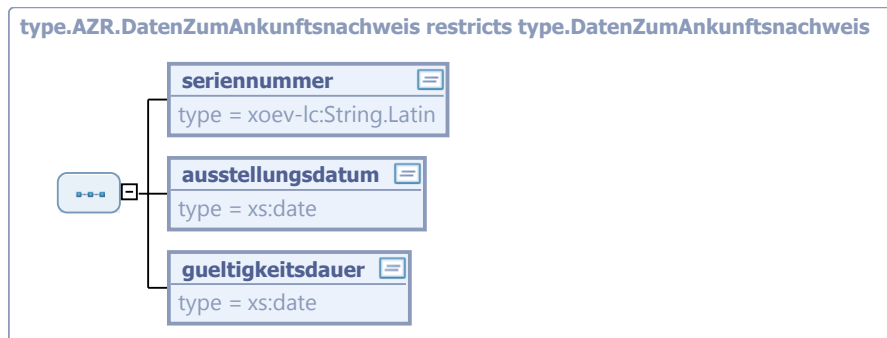 type.AZR.DatenZumAnkunftsnachweis restricts type.DatenZumAnkunftsnachweis
seriennummer
type = xoev-lc:String.Latin
ausstellungsdatum
type = xs:date
gueltigkeitsdauer
type = xs:date